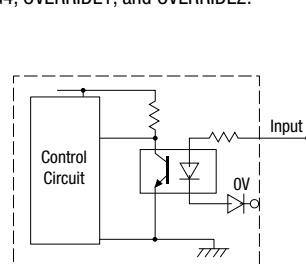 4, OVERRIDE1, and OVERRIDE2.
Input
Control
Circuit
0V